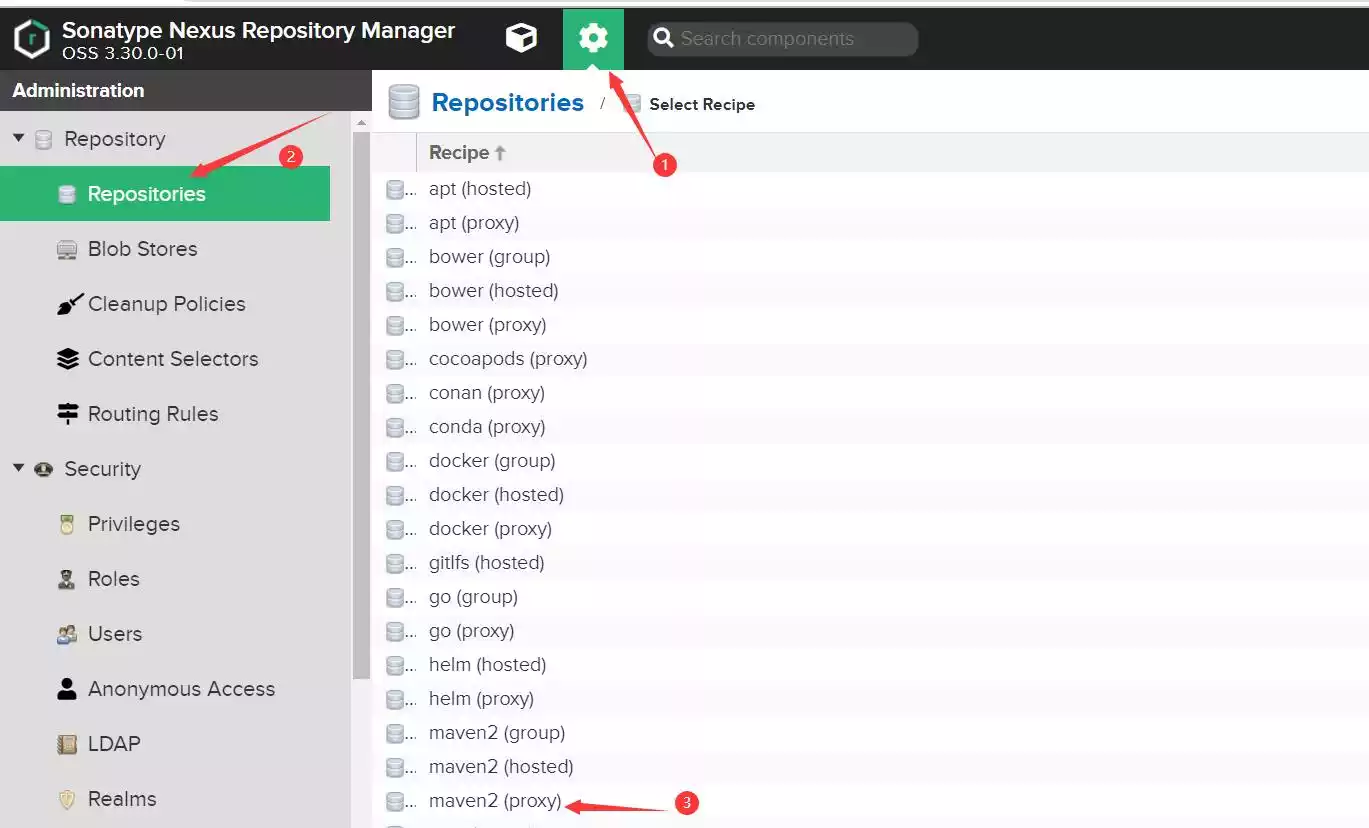 Sonatype Nexus Repository Manager
OSS 3.30.0-01
Search components
Administration
Repositories / Select Recipe
Repository
2
Repositories
Blob Stores
Cleanup Policies
Content Selectors
Routing Rules
Security
Privileges
Roles
Users
Anonymous Access
LDAP
Realms
Recipe
1
... apt (hosted)
... apt (proxy)
... bower (group)
... bower (hosted)
... bower (proxy)
... cocoapods (proxy)
... conan (proxy)
... conda (proxy)
... docker (group)
... docker (hosted)
... docker (proxy)
... gitlfs (hosted)
... go (group)
... go (proxy)
... helm (hosted)
... helm (proxy)
... maven2 (group)
... maven2 (hosted)
... maven2 (proxy)
3